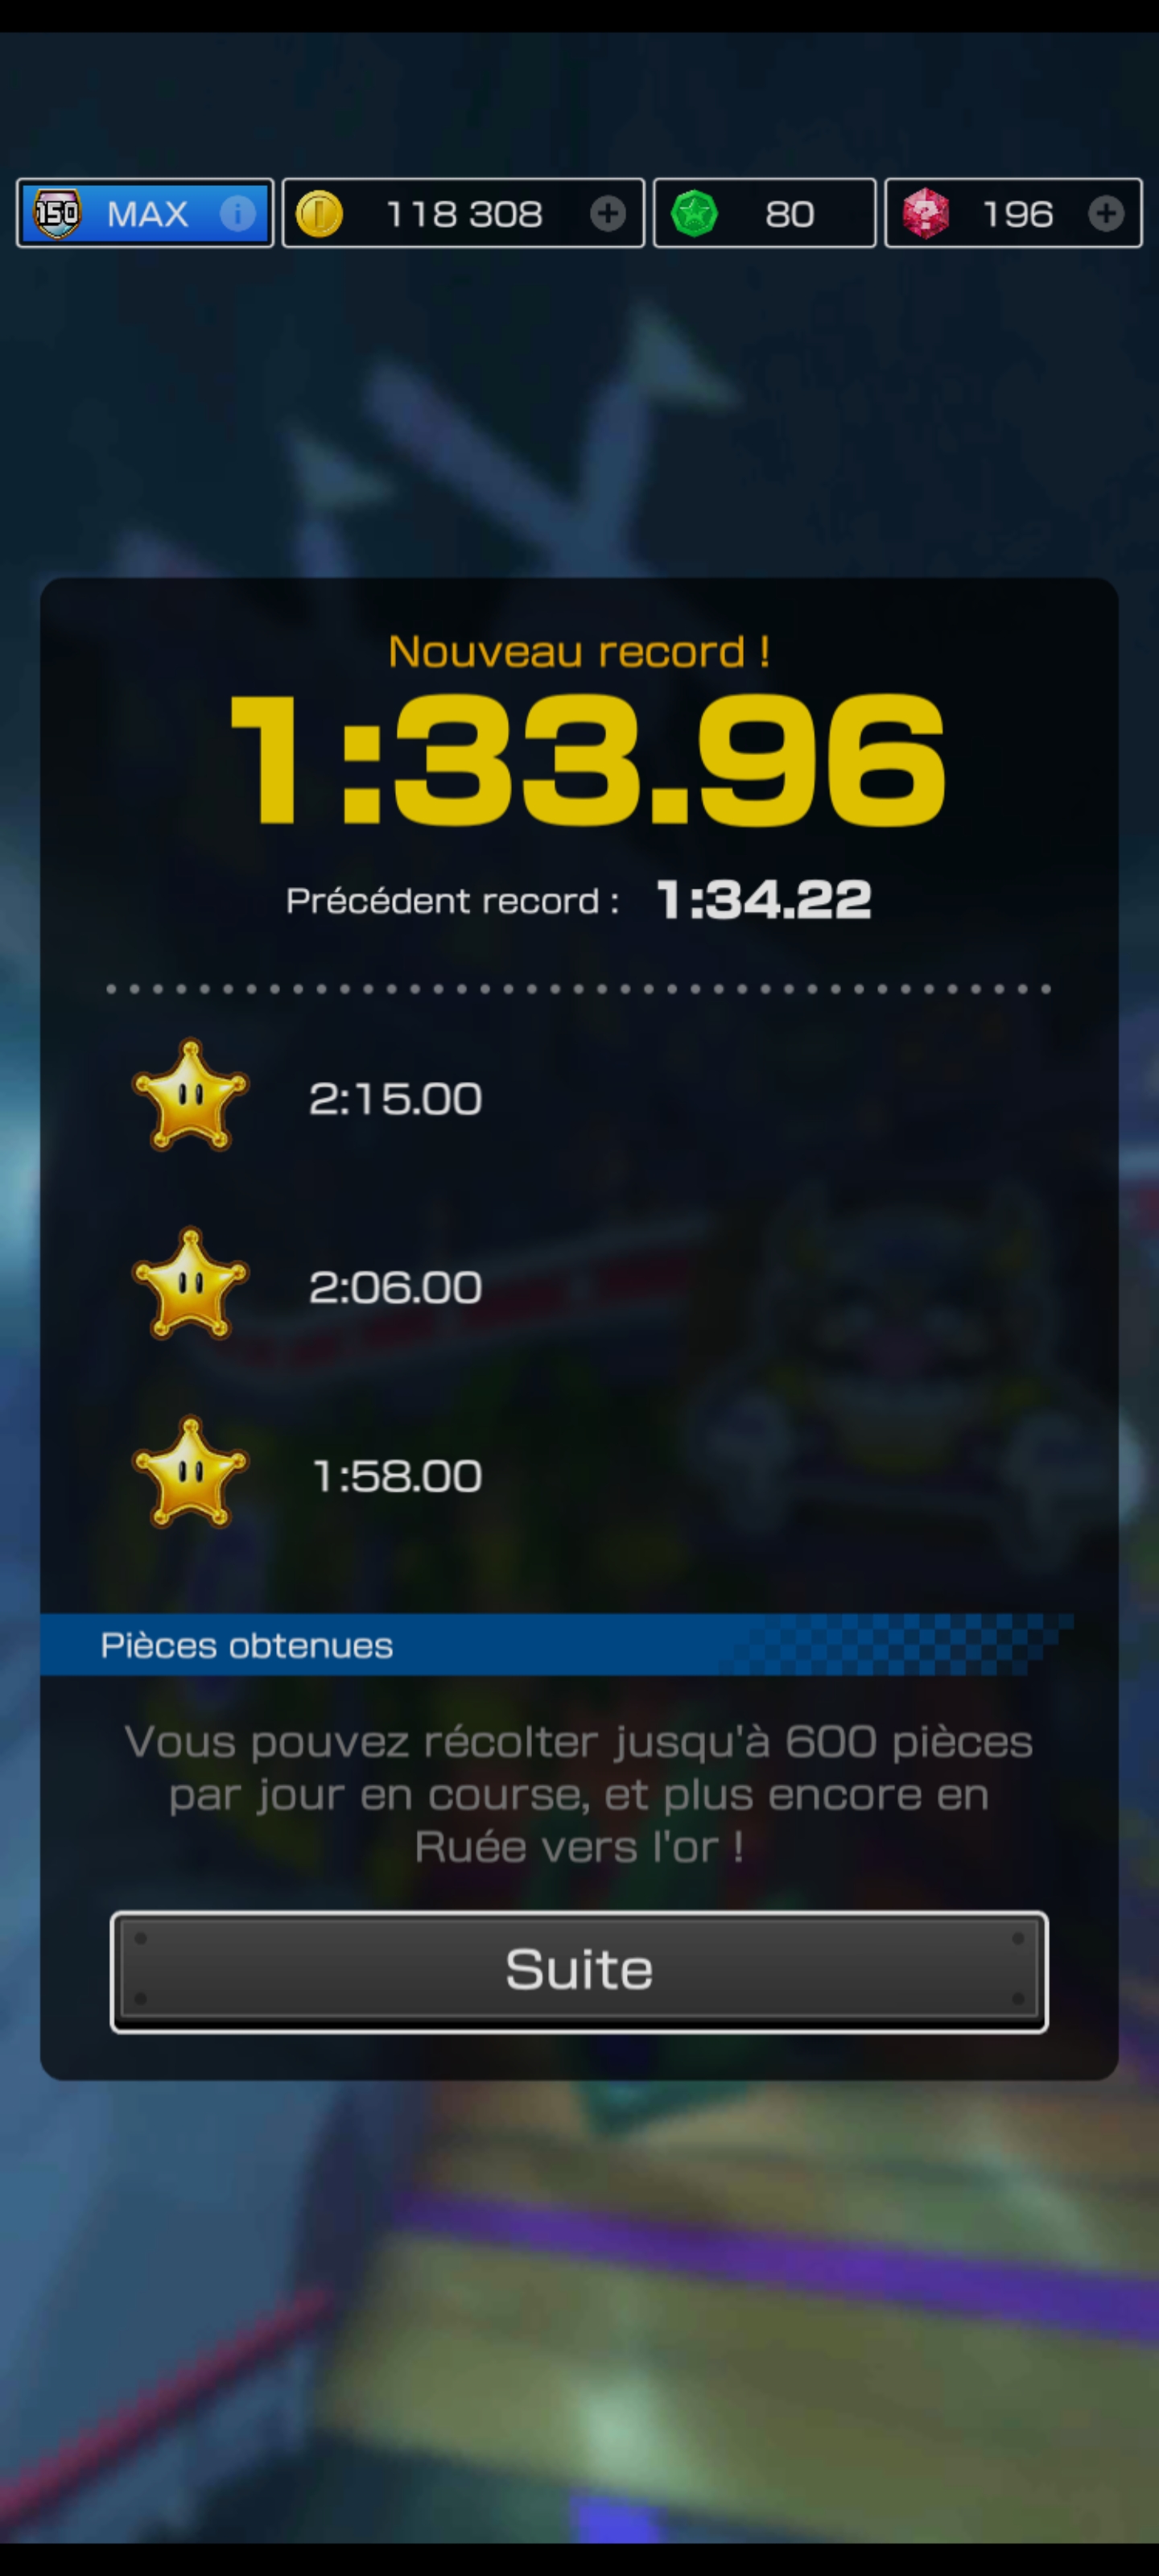 150 MAX i 118 308 + 80 ? 196 +
Nouveau record !
1:33.96
Précédent record : 1:34.22
2:15.00
2:06.00
1:58.00
Pièces obtenues
Vous pouvez récolter jusqu'à 600 pièces
par jour en course, et plus encore en
Ruée vers l'or !
Suite